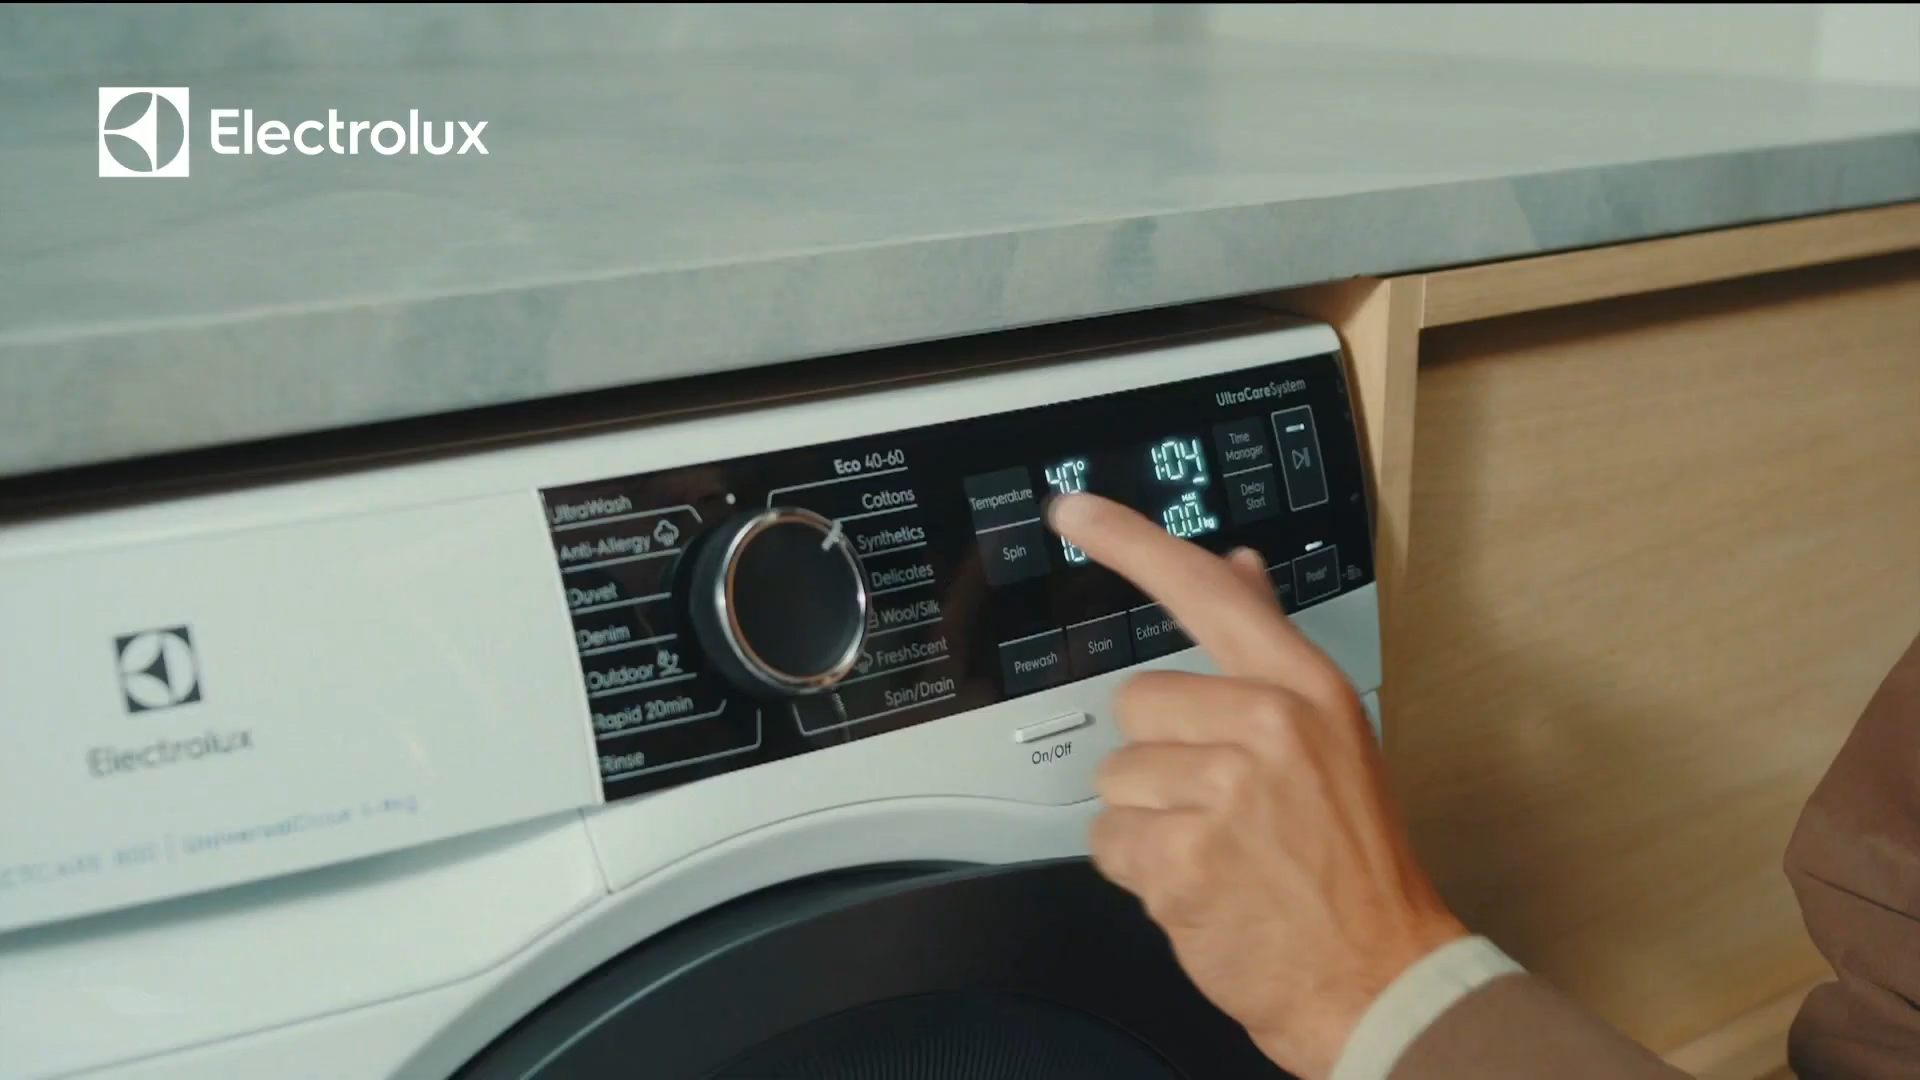 Electrolux
UltraCareSystem
Eco 40-60
Cottons
Synthetics
Delicates
Wool/Silk
FreshScent
Spin/Drain
UltraWash
Anti-Allergy
Duvet
Denim
Outdoor
Rapid 20min
Rinse
Temperature
40°
Spin
1:04
MAX
10.0 kg
Time
Manager
Delay
Start
Prewash
Stain
Extra
On/Off
Electrolux